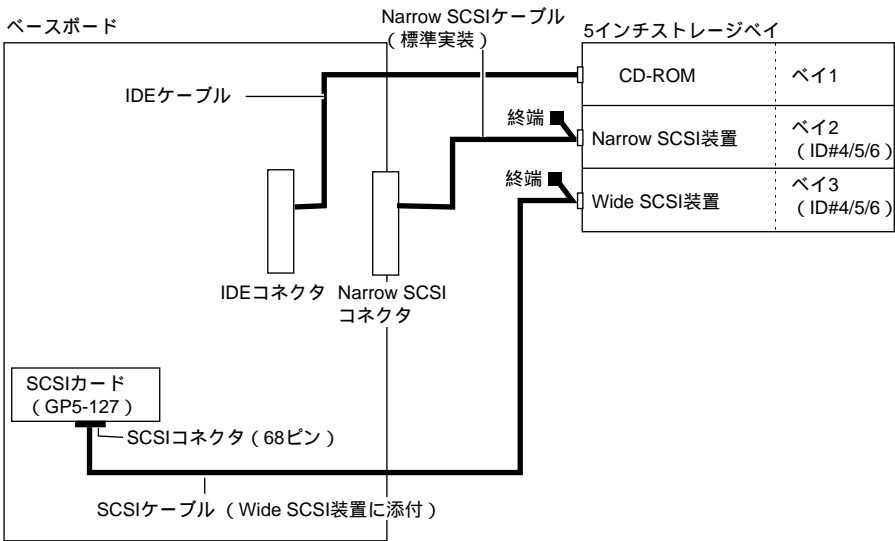 ベースボード
Narrow SCSIケーブル
（標準実装）
5インチストレージベイ
CD-ROM
ベイ1
IDEケーブル
終端
Narrow SCSI装置
ベイ2
（ID#4/5/6）
終端
Wide SCSI装置
ベイ3
（ID#4/5/6）
IDEコネクタ
Narrow SCSI
コネクタ
SCSIカード
（GP5-127）
SCSIコネクタ（68ピン）
SCSIケーブル（Wide SCSI装置に添付）